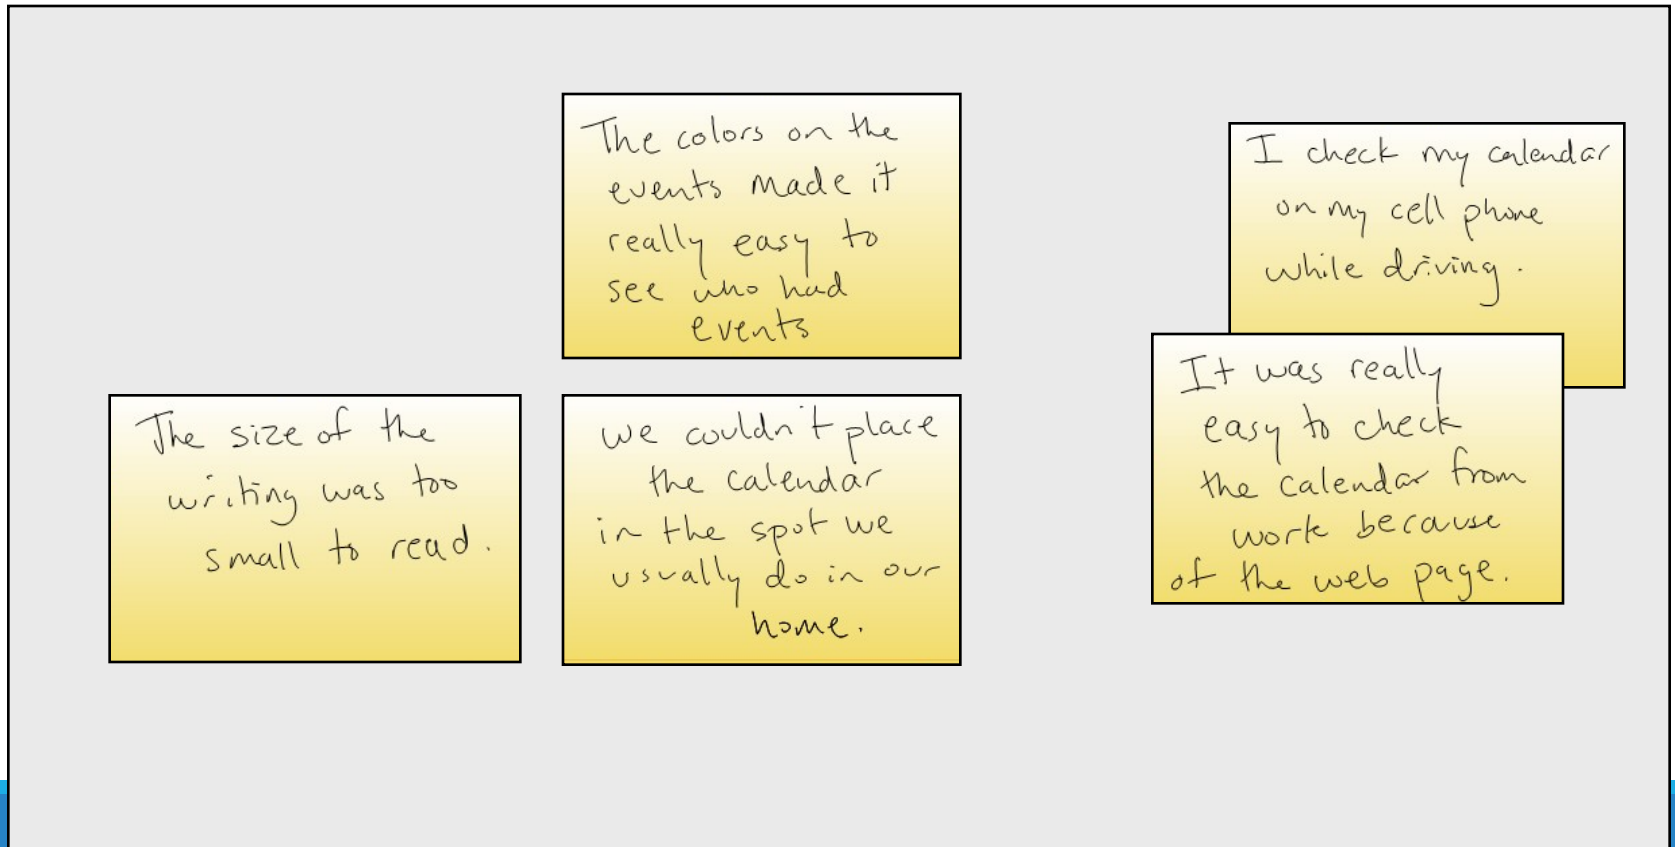 The colors on the
events made it
really easy to
see who had
events
I check my calendar
on my cell phone
while driving.
The size of the
writing was too
small to read.
we couldn't place
the calendar
in the spot we
usually do in our
home.
It was really
easy to check
the calendar from
work because
of the web page.